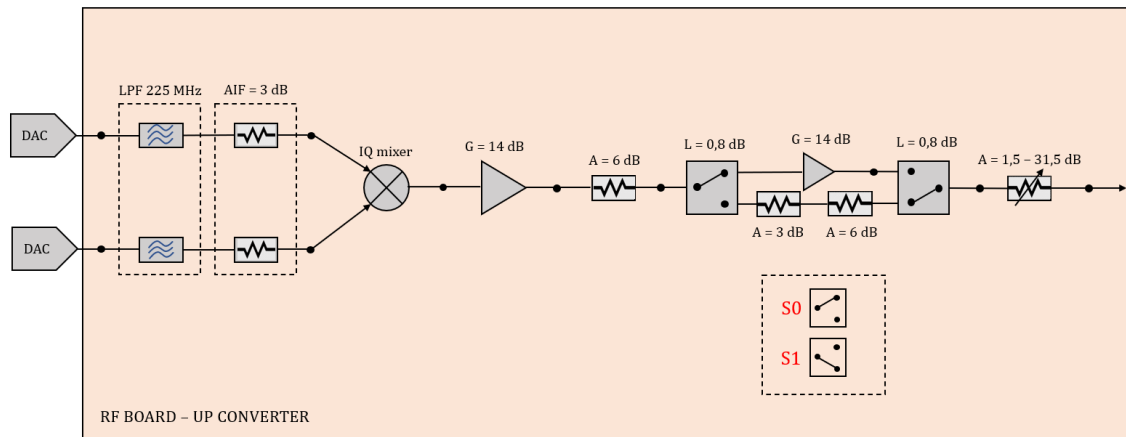 LPF 225 MHz
AIF = 3 dB
DAC
IQ mixer
G = 14 dB
A = 6 dB
L = 0,8 dB
G = 14 dB
L = 0,8 dB
A = 1,5 – 31,5 dB
A = 3 dB
A = 6 dB
DAC
S0
S1
RF BOARD – UP CONVERTER